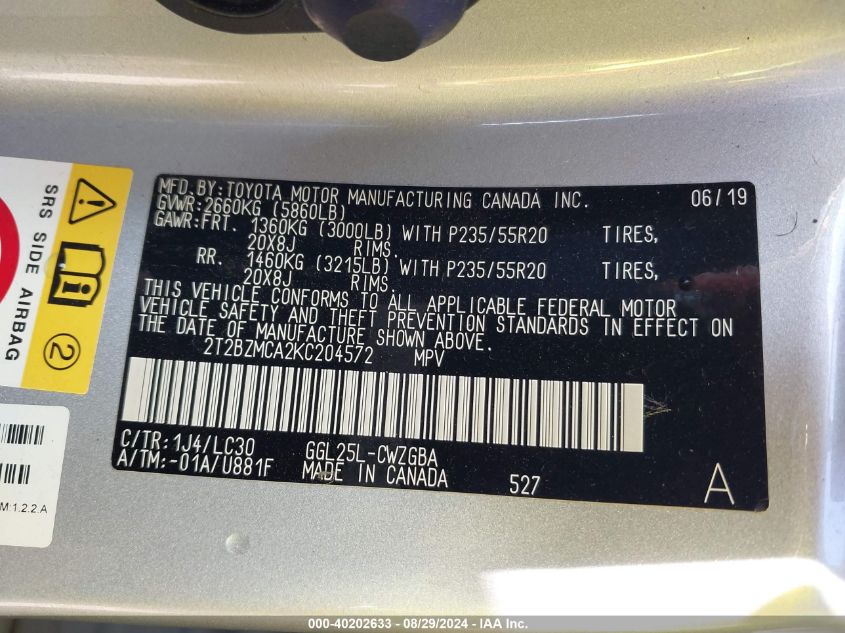 MFD. BY: TOYOTA MOTOR MANUFACTURING CANADA INC. 06/19
GVWR: 2660KG (5860LB)
GAWR: FRT. 1360KG (3000LB) WITH P235/55R20 TIRES,
20X8J RIMS.
RR. 1460KG (3215LB) WITH P235/55R20 TIRES,
20X8J RIMS.
THIS VEHICLE CONFORMS TO ALL APPLICABLE FEDERAL MOTOR
VEHICLE SAFETY AND THEFT PREVENTION STANDARDS IN EFFECT ON
THE DATE OF MANUFACTURE SHOWN ABOVE.
2T2BZMCA2KC204572 MPV
C/TR: 1J4/LC30 GGL25L-CWZGBA
A/TM: -01A/U881F MADE IN CANADA 527 A
SRS SIDE AIRBAG
2
M:1.2.2.A
000-40202633 - 08/29/2024 - IAA Inc.